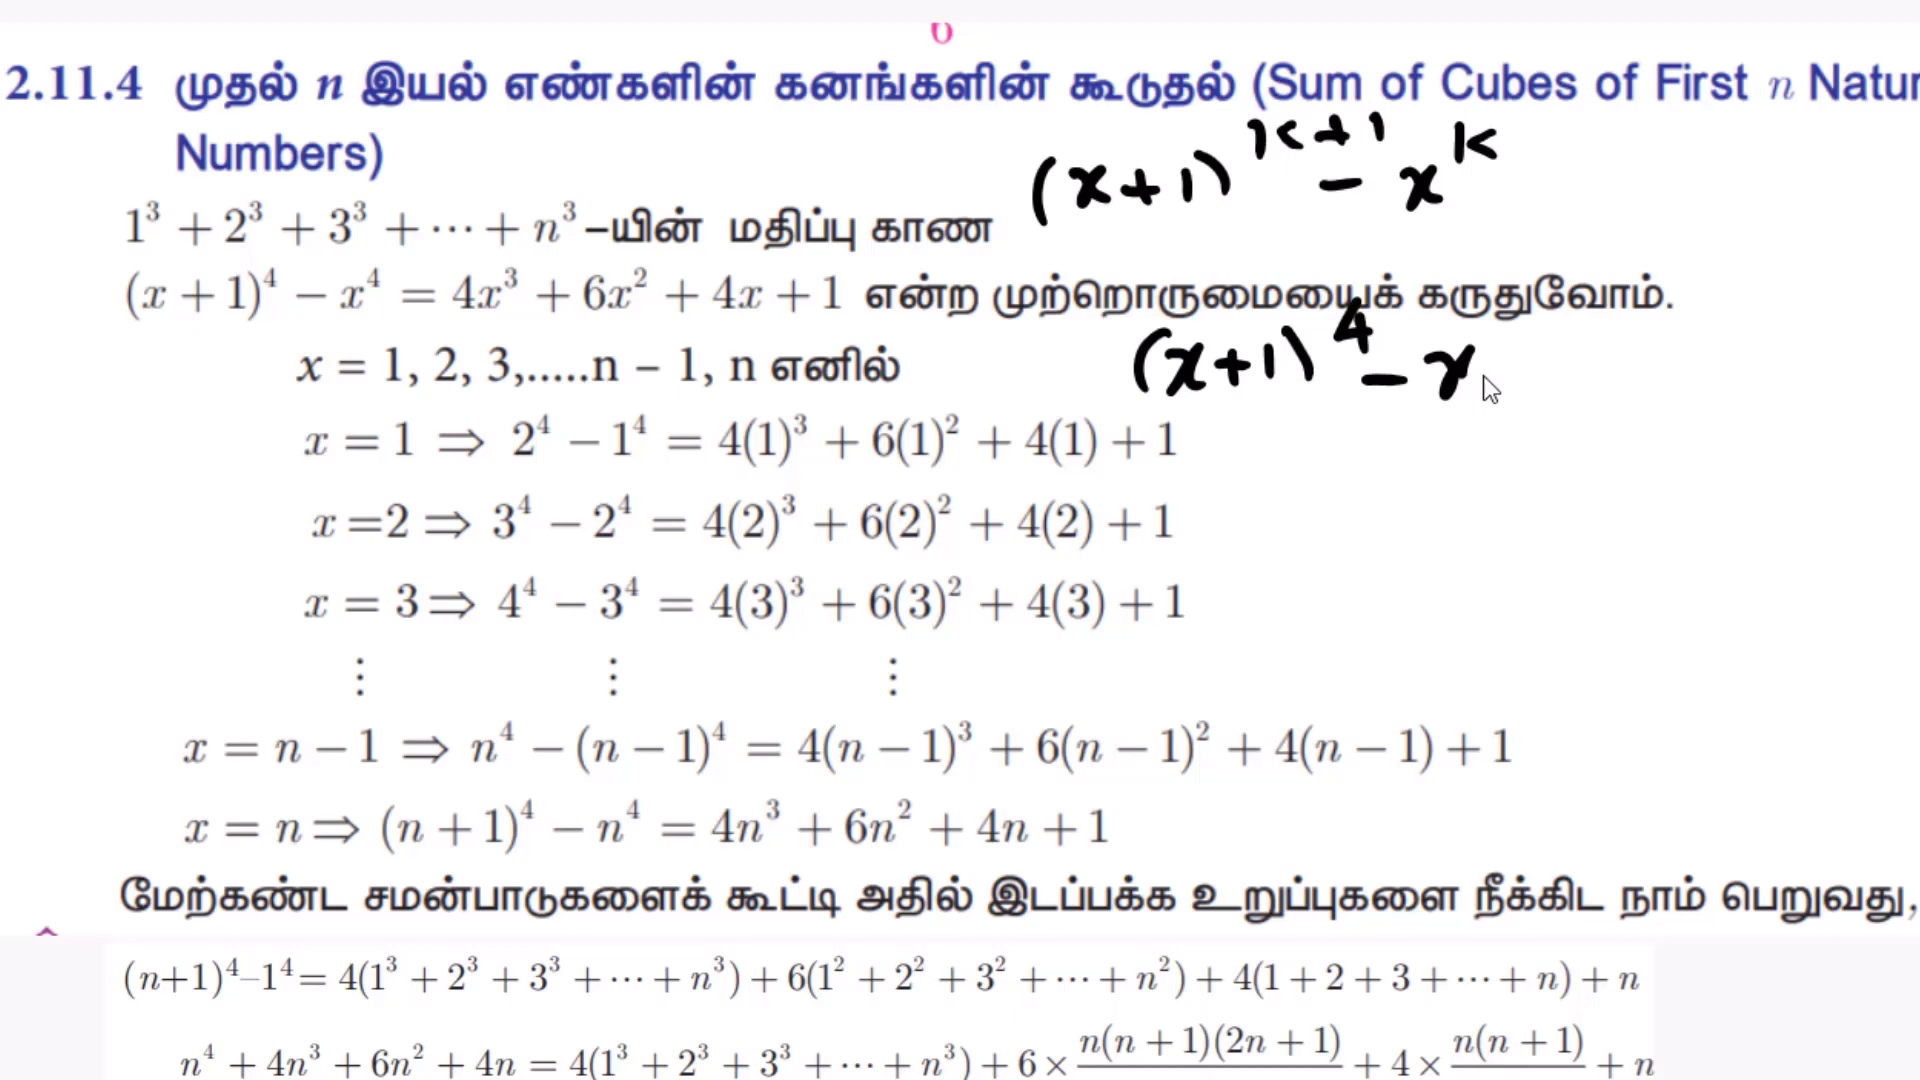 6
2.11.4 முதல் n இயல் எண்களின் கனங்களின் கூடுதல் (Sum of Cubes of First n Natur
Numbers)
(x+1)^{k+1} - x^k
1³ + 2³ + 3³ + ⋯ + n³ –யின் மதிப்பு காண
(x + 1)⁴ − x⁴ = 4x³ + 6x² + 4x + 1 என்ற முற்றொருமையைக் கருதுவோம்.
(x+1)⁴ - x
x = 1, 2, 3,.....n − 1, n எனில்
x = 1 ⇒ 2⁴ − 1⁴ = 4(1)³ + 6(1)² + 4(1) + 1
x =2 ⇒ 3⁴ − 2⁴ = 4(2)³ + 6(2)² + 4(2) + 1
x = 3 ⇒ 4⁴ − 3⁴ = 4(3)³ + 6(3)² + 4(3) + 1
⋮ ⋮ ⋮
x = n − 1 ⇒ n⁴ − (n − 1)⁴ = 4(n − 1)³ + 6(n − 1)² + 4(n − 1) + 1
x = n ⇒ (n + 1)⁴ − n⁴ = 4n³ + 6n² + 4n + 1
மேற்கண்ட சமன்பாடுகளைக் கூட்டி அதில் இடப்பக்க உறுப்புகளை நீக்கிட நாம் பெறுவது,
(n+1)⁴–1⁴ = 4(1³ + 2³ + 3³ + ⋯ + n³) + 6(1² + 2² + 3² + ⋯ + n²) + 4(1 + 2 + 3 + ⋯ + n) + n
n⁴ + 4n³ + 6n² + 4n = 4(1³ + 2³ + 3³ + ⋯ + n³) + 6 × n(n + 1)(2n + 1) + 4 × n(n + 1) + n